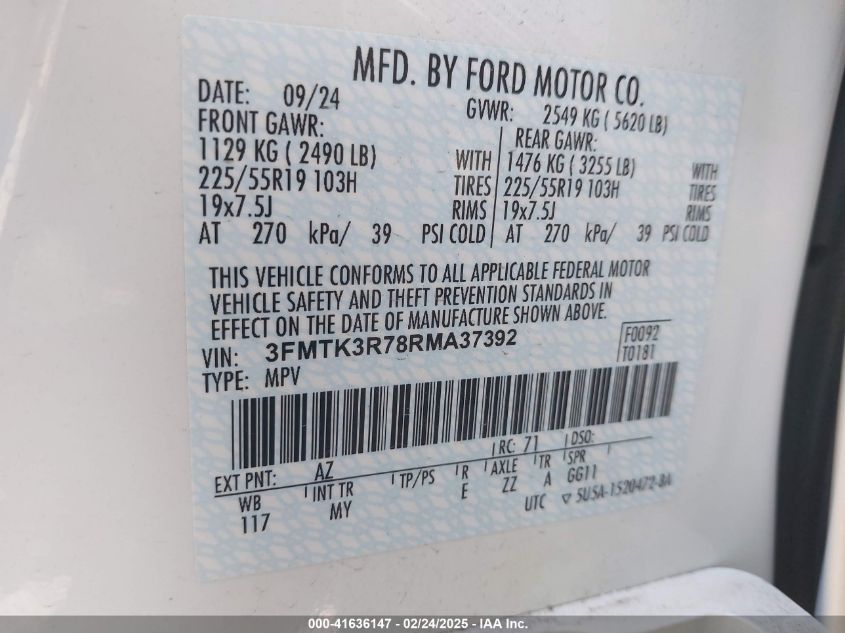 MFD. BY FORD MOTOR CO.
DATE: 09/24 GVWR: 2549 KG ( 5620 LB)
FRONT GAWR: REAR GAWR:
1129 KG ( 2490 LB) WITH 1476 KG ( 3255 LB) WITH
225/55R19 103H TIRES 225/55R19 103H TIRES
19x7.5J RIMS 19x7.5J RIMS
AT 270 kPa/ 39 PSI COLD AT 270 kPa/ 39 PSI COLD
THIS VEHICLE CONFORMS TO ALL APPLICABLE FEDERAL MOTOR
VEHICLE SAFETY AND THEFT PREVENTION STANDARDS IN
EFFECT ON THE DATE OF MANUFACTURE SHOWN ABOVE.
VIN: 3FMTK3R78RMA37392 F0092
TYPE: MPV T0181
EXT PNT: AZ RC: 71 DSO:
WB INT TR TP/PS R AXLE TR SPR
117 MY E ZZ A GG11
UTC 5U5A-1520472-BA
000-41636147 - 02/24/2025 - IAA Inc.